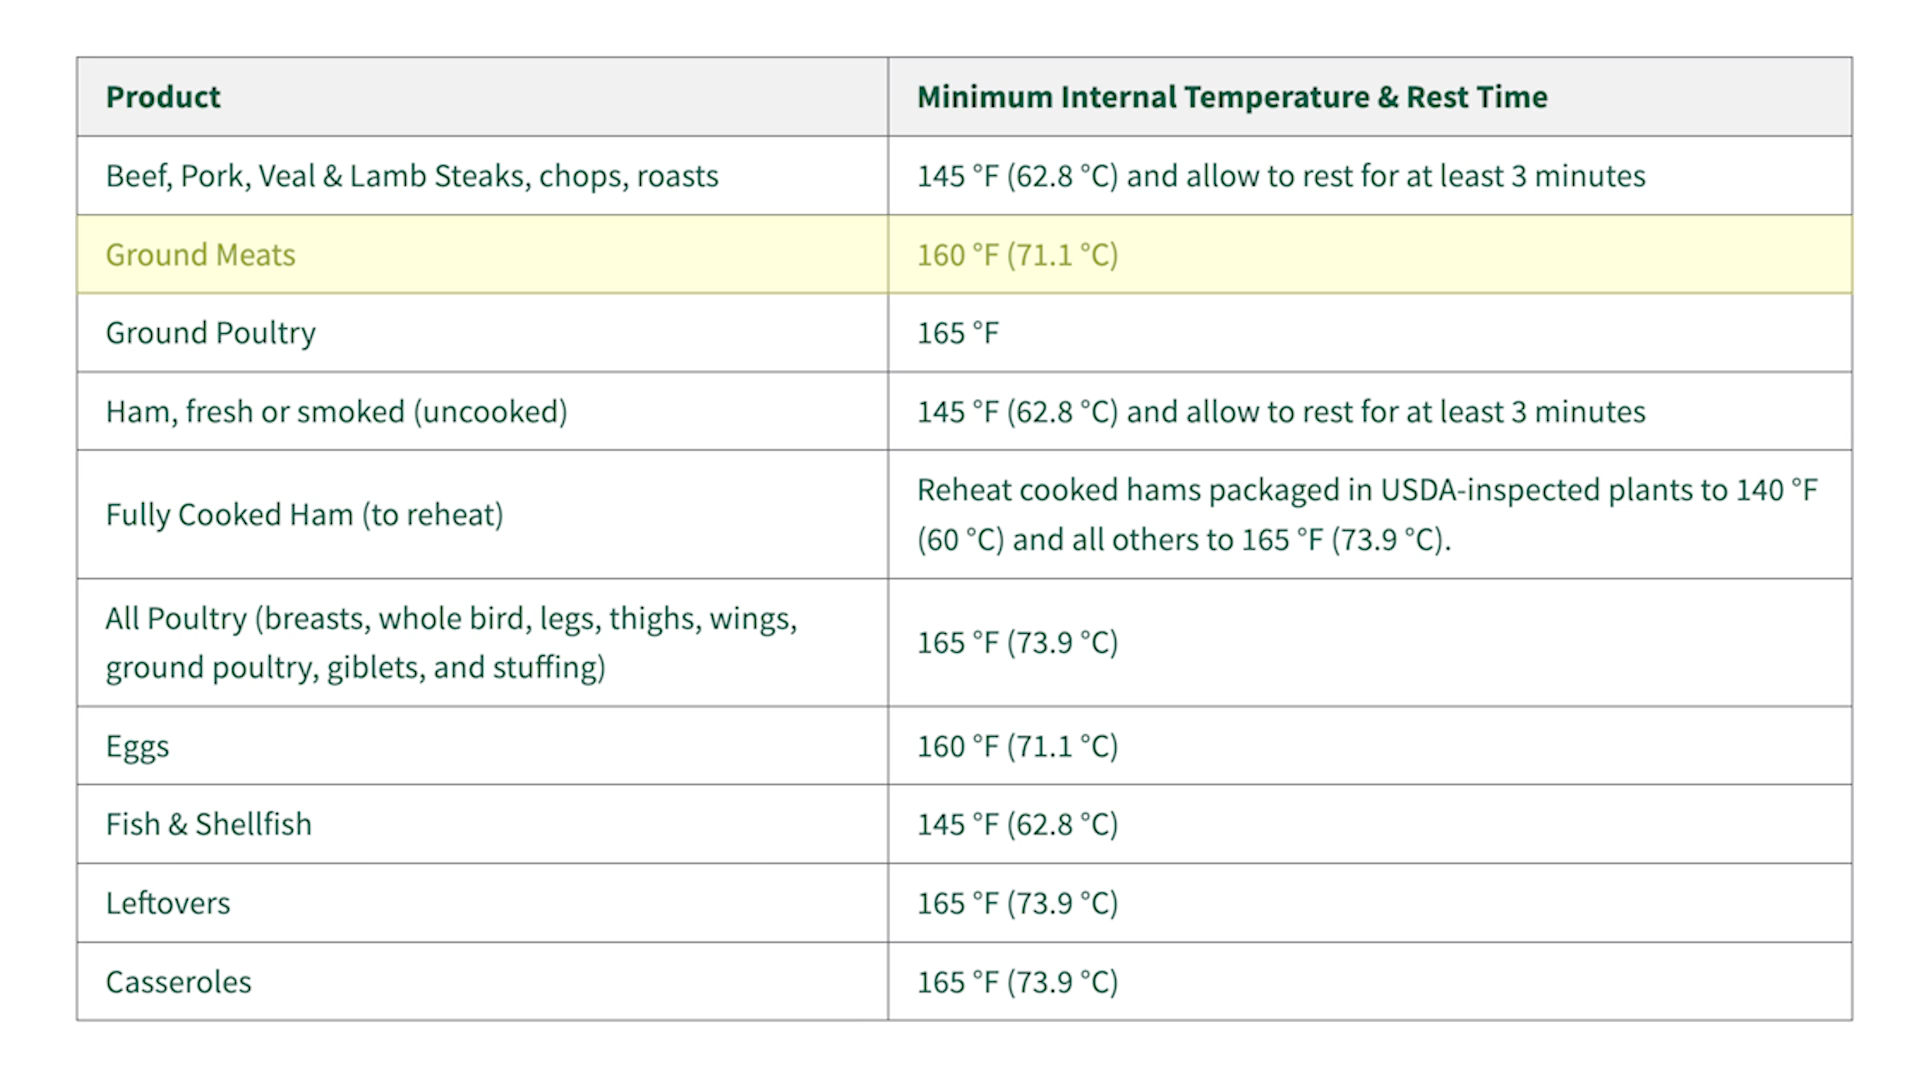 Product
Minimum Internal Temperature & Rest Time
Beef, Pork, Veal & Lamb Steaks, chops, roasts
145 °F (62.8 °C) and allow to rest for at least 3 minutes
Ground Meats
160 °F (71.1 °C)
Ground Poultry
165 °F
Ham, fresh or smoked (uncooked)
145 °F (62.8 °C) and allow to rest for at least 3 minutes
Fully Cooked Ham (to reheat)
Reheat cooked hams packaged in USDA-inspected plants to 140 °F
(60 °C) and all others to 165 °F (73.9 °C).
All Poultry (breasts, whole bird, legs, thighs, wings,
ground poultry, giblets, and stuffing)
165 °F (73.9 °C)
Eggs
160 °F (71.1 °C)
Fish & Shellfish
145 °F (62.8 °C)
Leftovers
165 °F (73.9 °C)
Casseroles
165 °F (73.9 °C)